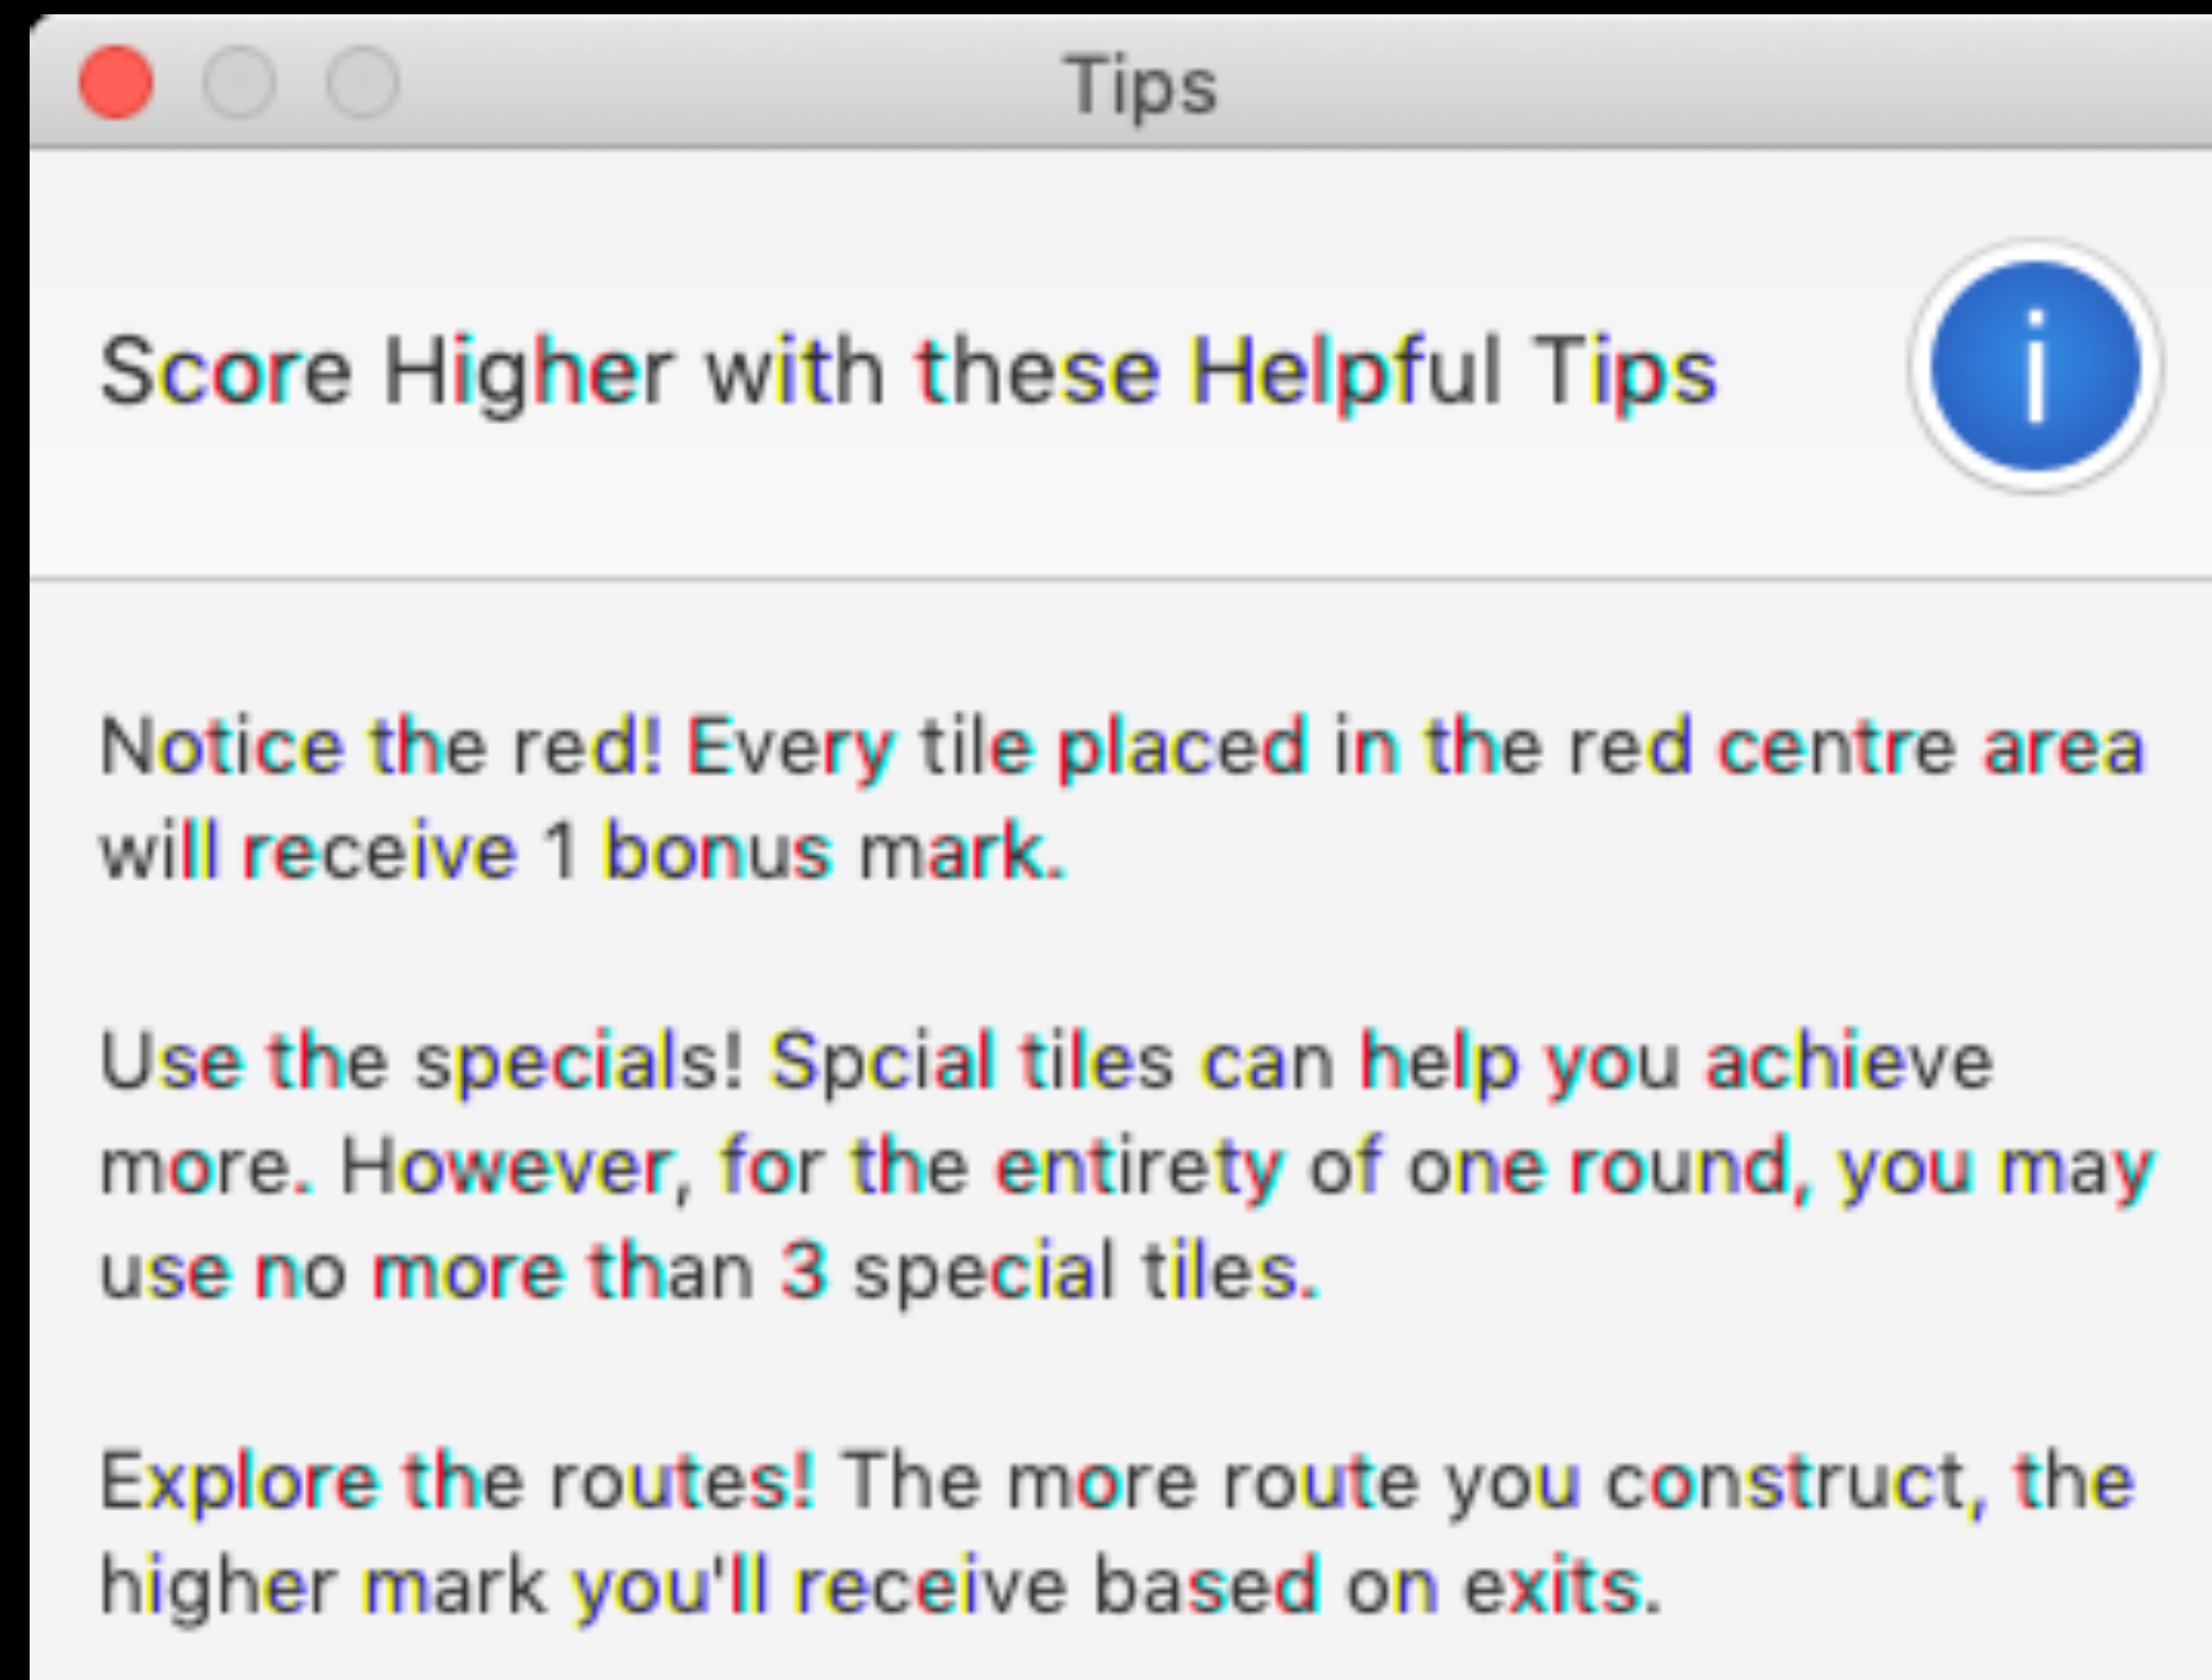 Tips
Score Higher with these Helpful Tips
Notice the red! Every tile placed in the red centre area
will receive 1 bonus mark.
Use the specials! Spcial tiles can help you achieve
more. However, for the entirety of one round, you may
use no more than 3 special tiles.
Explore the routes! The more route you construct, the
higher mark you'll receive based on exits.